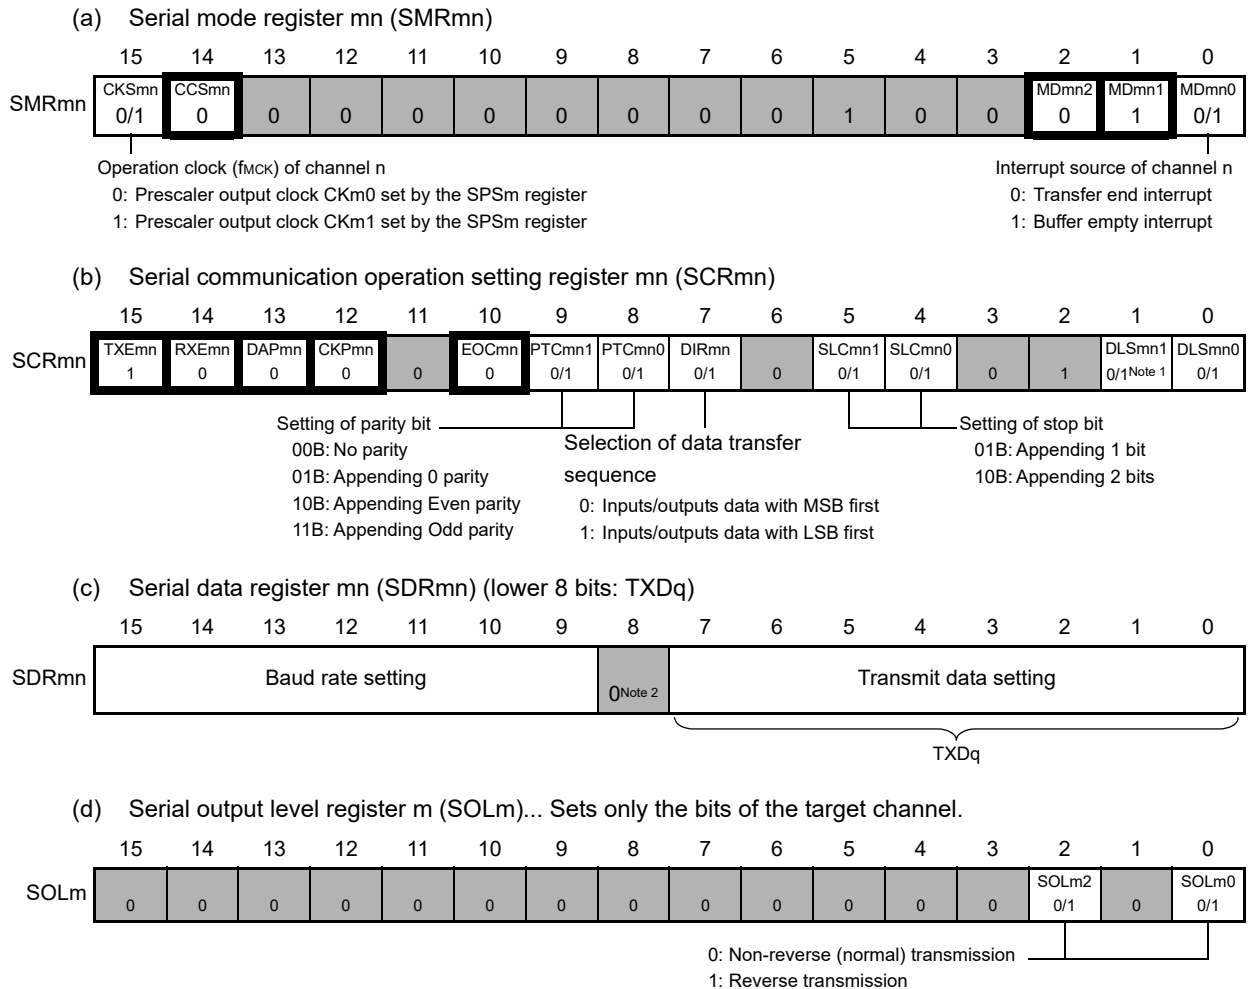 (a) Serial mode register mn (SMRmn)
15 14 13 12 11 10 9 8 7 6 5 4 3 2 1 0
CKSmn CCSmn MDmn2 MDmn1 MDmn0
SMRmn 0/1 0 0 0 0 0 0 0 0 0 1 0 0 0 1 0/1
Operation clock (fMCK) of channel n Interrupt source of channel n
0: Prescaler output clock CKm0 set by the SPSm register 0: Transfer end interrupt
1: Prescaler output clock CKm1 set by the SPSm register 1: Buffer empty interrupt
(b) Serial communication operation setting register mn (SCRmn)
15 14 13 12 11 10 9 8 7 6 5 4 3 2 1 0
TXEmn RXEmn DAPmn CKPmn EOCmn PTCmn1 PTCmn0 DIRmn SLCmn1 SLCmn0 DLSmn1 DLSmn0
SCRmn 1 0 0 0 0 0 0/1 0/1 0/1 0 0/1 0/1 0 1 0/1Note 1 0/1
Setting of parity bit Selection of data transfer Setting of stop bit
00B: No parity sequence 01B: Appending 1 bit
01B: Appending 0 parity 0: Inputs/outputs data with MSB first 10B: Appending 2 bits
10B: Appending Even parity 1: Inputs/outputs data with LSB first
11B: Appending Odd parity
(c) Serial data register mn (SDRmn) (lower 8 bits: TXDq)
15 14 13 12 11 10 9 8 7 6 5 4 3 2 1 0
SDRmn Baud rate setting 0Note 2 Transmit data setting
TXDq
(d) Serial output level register m (SOLm)... Sets only the bits of the target channel.
15 14 13 12 11 10 9 8 7 6 5 4 3 2 1 0
SOLm2 SOLm0
SOLm 0 0 0 0 0 0 0 0 0 0 0 0 0 0/1 0 0/1
0: Non-reverse (normal) transmission
1: Reverse transmission